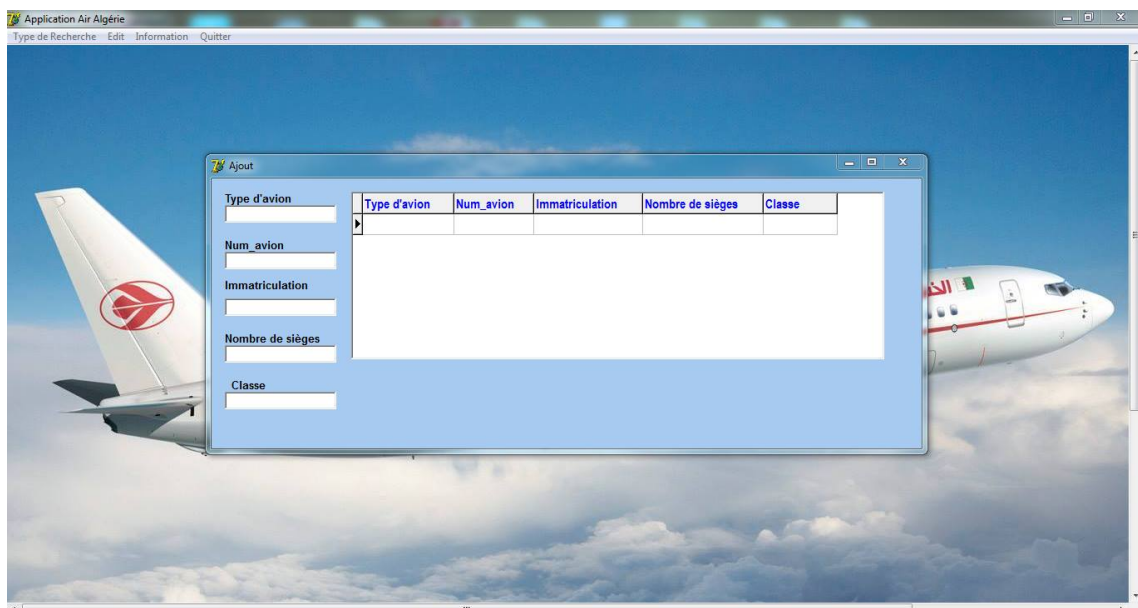 Application Air Algérie
Type de Recherche Edit Information Quitter
Ajout
Type d'avion
Num_avion
Immatriculation
Nombre de sièges
Classe
Type d'avion Num_avion Immatriculation Nombre de sièges Classe